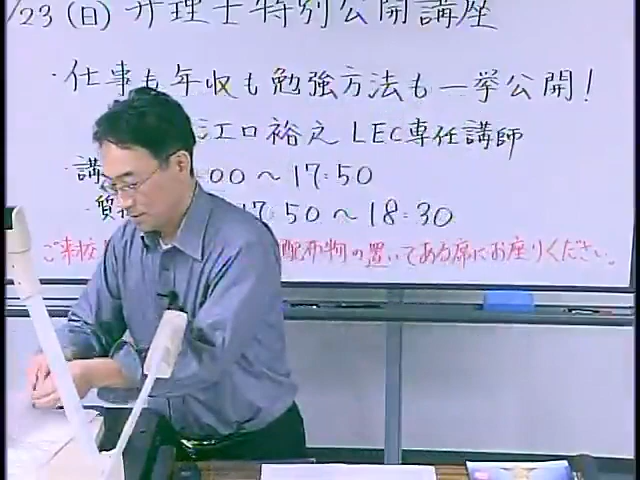 /23(日) 弁理士特別公開講座
・仕事も年収も勉強方法も一挙公開!
江口裕之 LEC専任講師
・講 :00～17:50
・質 17:50～18:30
ご来校 配布物の置いてある席にお座りください。